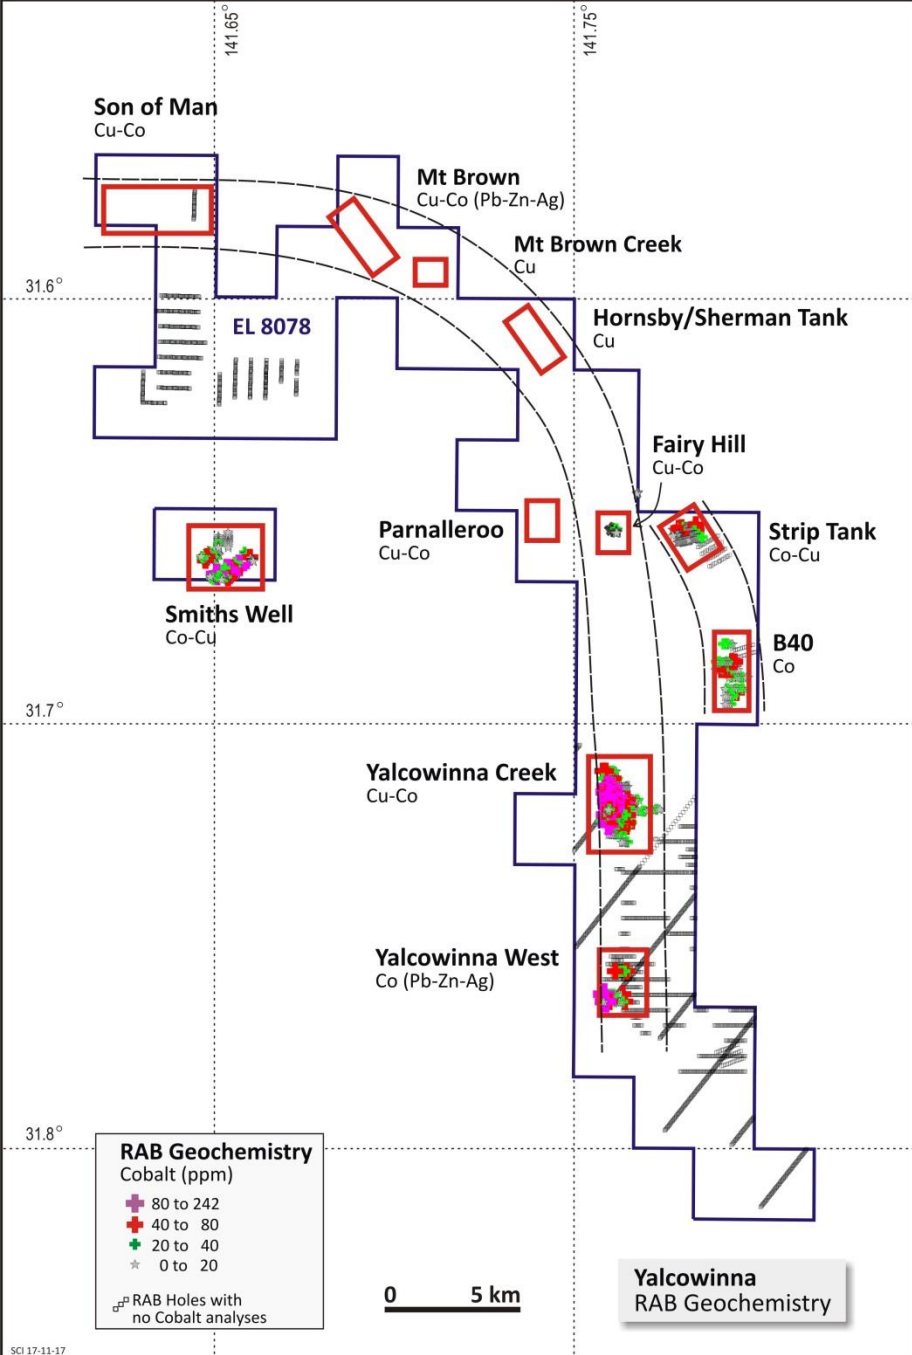 141.65°
141.75°
Son of Man
Cu-Co
Mt Brown
Cu-Co (Pb-Zn-Ag)
Mt Brown Creek
Cu
31.6°
EL 8078
Hornsby/Sherman Tank
Cu
Fairy Hill
Cu-Co
Parnalleroo
Cu-Co
Strip Tank
Co-Cu
Smiths Well
Co-Cu
B40
Co
31.7°
Yalcowinna Creek
Cu-Co
Yalcowinna West
Co (Pb-Zn-Ag)
31.8°
RAB Geochemistry
Cobalt (ppm)
80 to 242
40 to 80
20 to 40
0 to 20
RAB Holes with
no Cobalt analyses
0 5 km
Yalcowinna
RAB Geochemistry
SCI 17-11-17